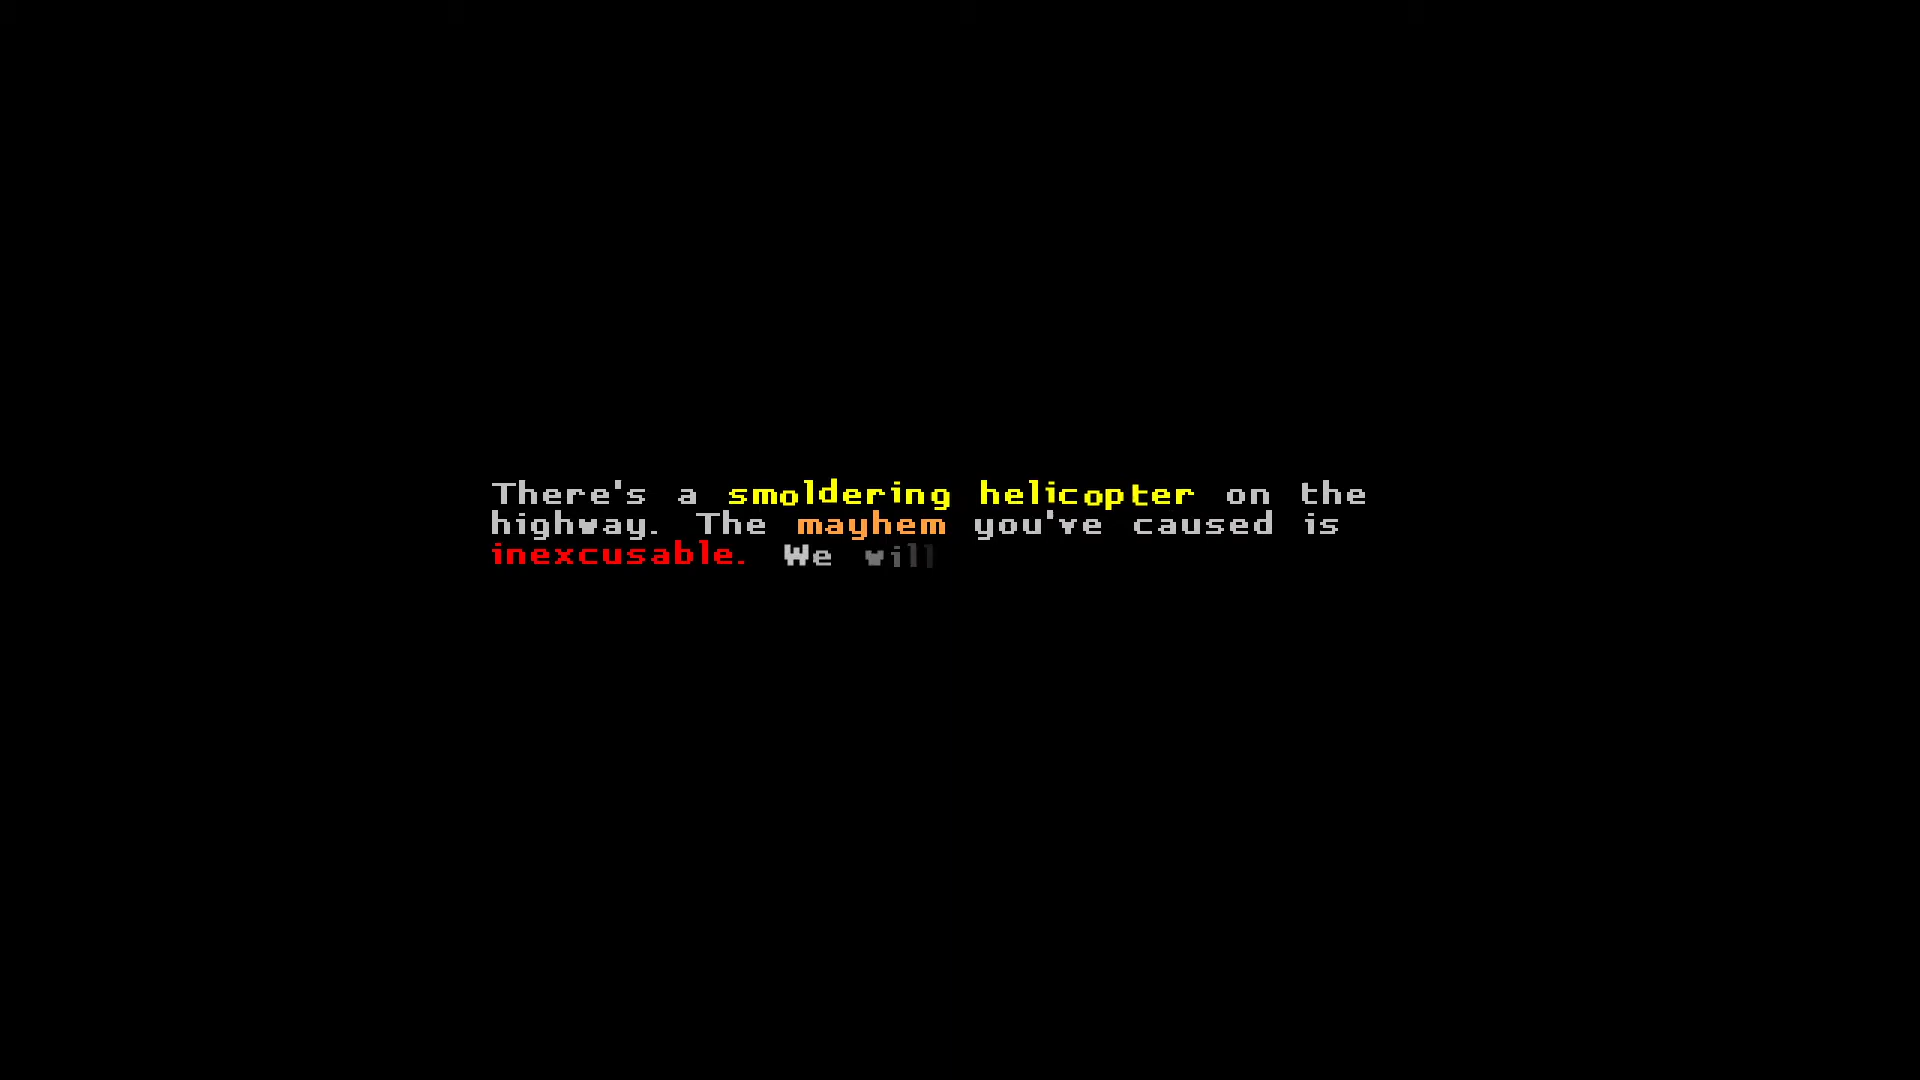 There's a smoldering helicopter on the
highway. The mayhem you've caused is
inexcusable. We will